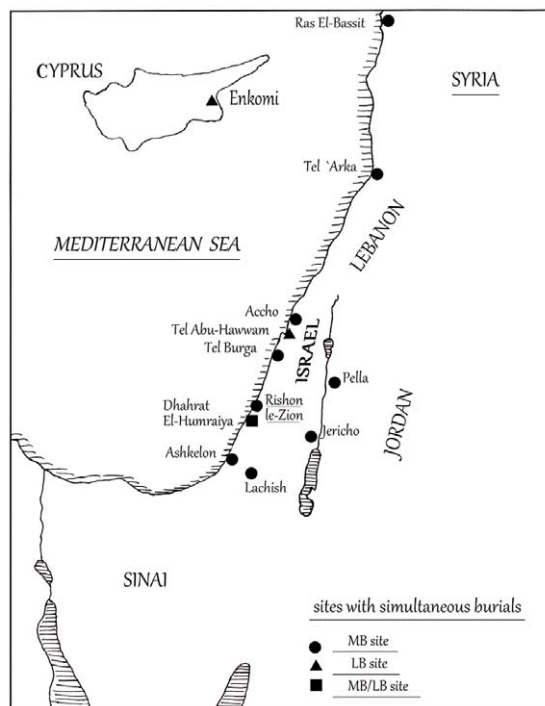 Ras El-Bassit
CYPRUS
SYRIA
Enkomi
Tel `Arka
LEBANON
MEDITERRANEAN SEA
Accho
Tel Abu-Hawwam
Tel Burga
ISRAEL
Pella
Dhahrat
El-Humraiya
Rishon
le-Zion
JORDAN
Jericho
Ashkelon
Lachish
SINAI
sites with simultaneous burials
MB site
LB site
MB/LB site